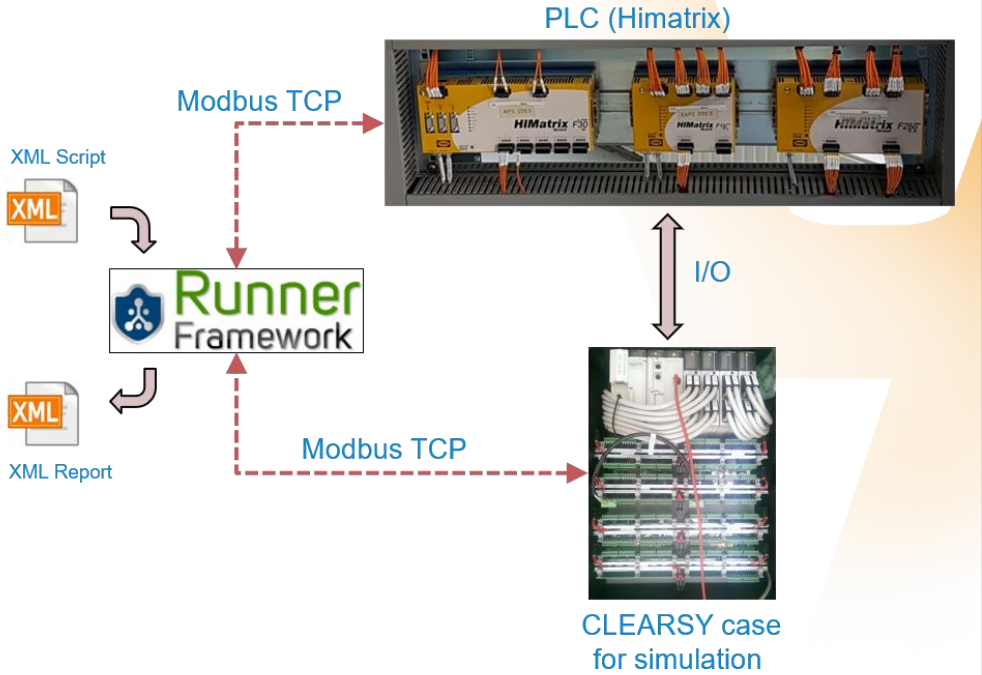 PLC (Himatrix)
Modbus TCP
HIMatrix F30
HIMatrix
HIMatrix
XML Script
XML
I/O
Runner
Framework
XML
XML Report
Modbus TCP
CLEARSY case
for simulation